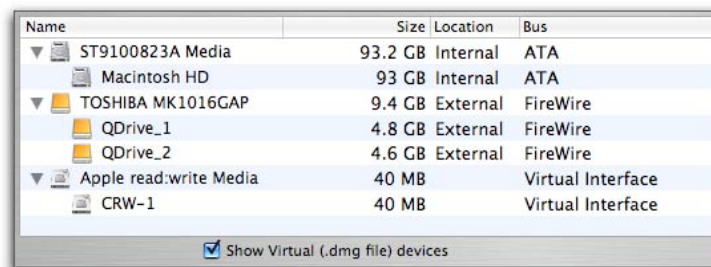 Name Size Location Bus
ST9100823A Media 93.2 GB Internal ATA
Macintosh HD 93 GB Internal ATA
TOSHIBA MK1016GAP 9.4 GB External FireWire
QDrive_1 4.8 GB External FireWire
QDrive_2 4.6 GB External FireWire
Apple read:write Media 40 MB Virtual Interface
CRW-1 40 MB Virtual Interface
Show Virtual (.dmg file) devices